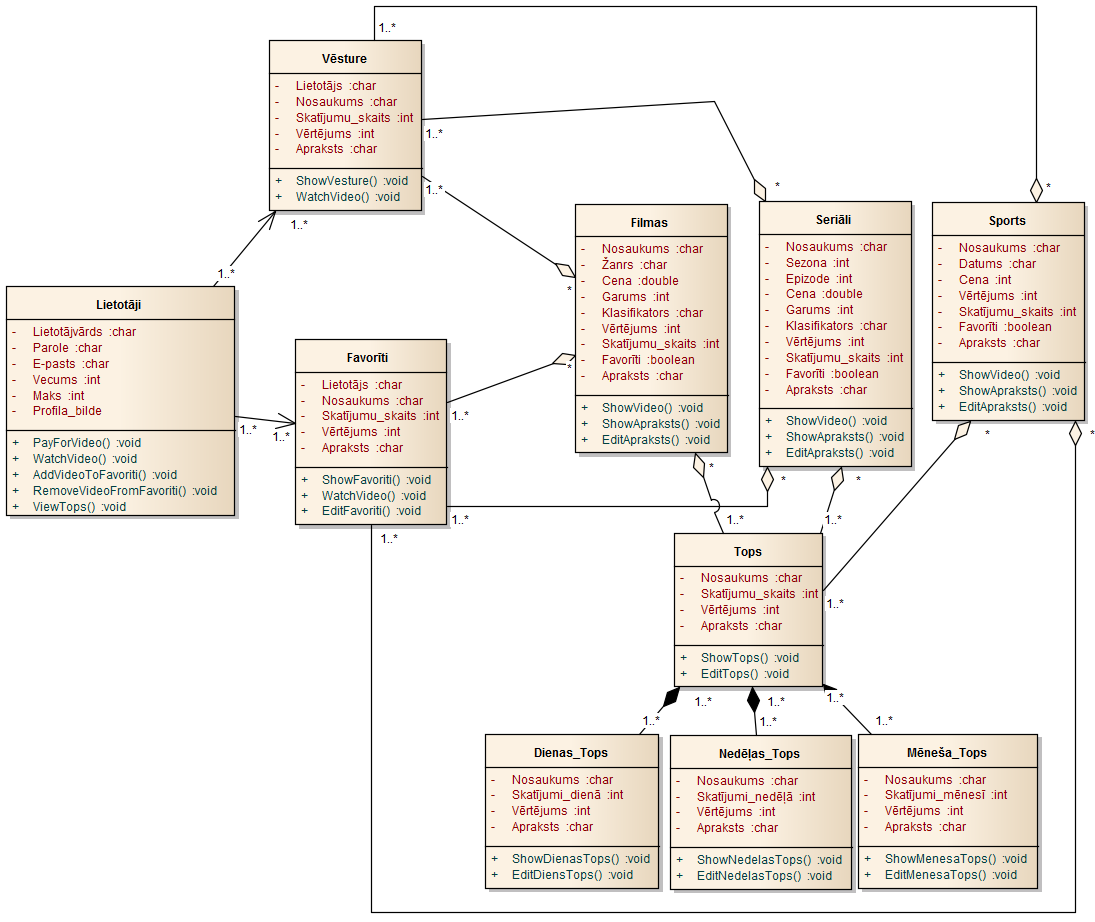 1..*
Vēsture
- Lietotājs :char
- Nosaukums :char
- Skatījumu_skaits :int
- Vērtējums :int
- Apraksts :char
+ ShowVesture() :void
+ WatchVideo() :void
1..*
1..*
1..*
*
*
*
*
1..*
Lietotāji
- Lietotājvārds :char
- Parole :char
- E-pasts :char
- Vecums :int
- Maks :int
- Profila_bilde
+ PayForVideo() :void
+ WatchVideo() :void
+ AddVideoToFavoriti() :void
+ RemoveVideoFromFavoriti() :void
+ ViewTops() :void
1..*
1..*
Favorīti
- Lietotājs :char
- Nosaukums :char
- Skatījumu_skaits :int
- Vērtējums :int
- Apraksts :char
+ ShowFavoriti() :void
+ WatchVideo() :void
+ EditFavoriti() :void
1..*
1..*
1..*
Filmas
- Nosaukums :char
- Žanrs :char
- Cena :double
- Garums :int
- Klasifikators :char
- Vērtējums :int
- Skatījumu_skaits :int
- Favorīti :boolean
- Apraksts :char
+ ShowVideo() :void
+ ShowApraksts() :void
+ EditApraksts() :void
*
Seriāli
- Nosaukums :char
- Sezona :int
- Epizode :int
- Cena :double
- Garums :int
- Klasifikators :char
- Vērtējums :int
- Skatījumu_skaits :int
- Favorīti :boolean
- Apraksts :char
+ ShowVideo() :void
+ ShowApraksts() :void
+ EditApraksts() :void
*
*
Sports
- Nosaukums :char
- Datums :char
- Cena :int
- Vērtējums :int
- Skatījumu_skaits :int
- Favorīti :boolean
- Apraksts :char
+ ShowVideo() :void
+ ShowApraksts() :void
+ EditApraksts() :void
*
*
1..*
1..*
1..*
Tops
- Nosaukums :char
- Skatījumu_skaits :int
- Vērtējums :int
- Apraksts :char
+ ShowTops() :void
+ EditTops() :void
1..*
1..*
1..*
1..*
1..*
1..*
Dienas_Tops
- Nosaukums :char
- Skatījumi_dienā :int
- Vērtējums :int
- Apraksts :char
+ ShowDienasTops() :void
+ EditDiensTops() :void
Nedēļas_Tops
- Nosaukums :char
- Skatījumi_nedēļā :int
- Vērtējums :int
- Apraksts :char
+ ShowNedelasTops() :void
+ EditNedelasTops() :void
Mēneša_Tops
- Nosaukums :char
- Skatījumi_mēnesī :int
- Vērtējums :int
- Apraksts :char
+ ShowMenesaTops() :void
+ EditMenesaTops() :void